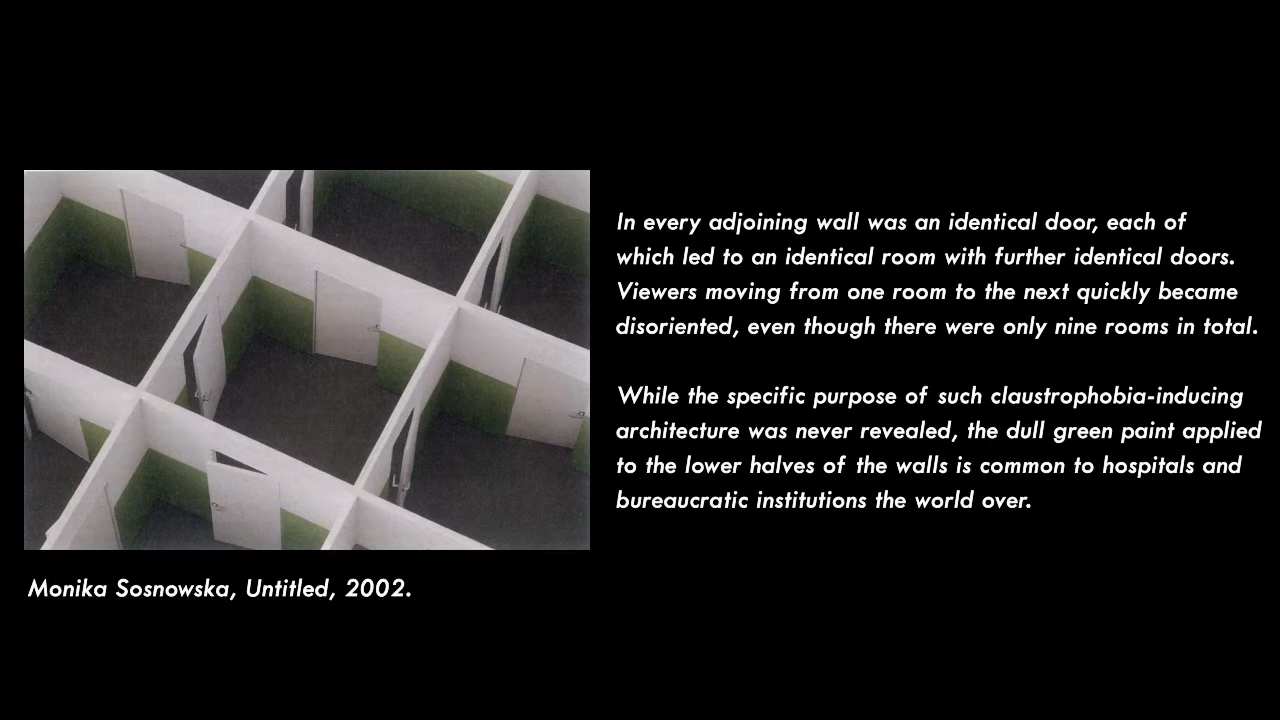 In every adjoining wall was an identical door, each of
which led to an identical room with further identical doors.
Viewers moving from one room to the next quickly became
disoriented, even though there were only nine rooms in total.
While the specific purpose of such claustrophobia-inducing
architecture was never revealed, the dull green paint applied
to the lower halves of the walls is common to hospitals and
bureaucratic institutions the world over.
Monika Sosnowska, Untitled, 2002.